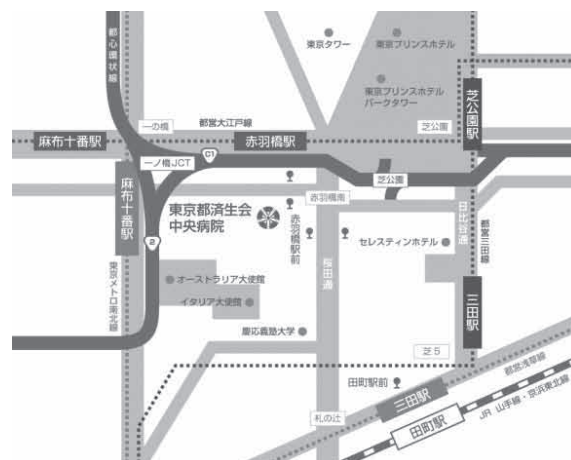 都心環状線
東京タワー
東京プリンスホテル
東京プリンスホテル
パークタワー
一の橋
都営大江戸線
芝公園
芝公園駅
麻布十番駅
赤羽橋駅
一ノ橋JCT
C1
芝公園
麻布十番駅
赤羽橋南
東京都済生会
中央病院
赤羽橋駅前
日比谷通
都営三田線
2
セレスティンホテル
桜田通
東京メトロ南北線
オーストラリア大使館
イタリア大使館
三田駅
慶応義塾大学
芝5
都営浅草線
田町駅前
三田駅
札の辻
田町駅
JR 山手線・京浜東北線